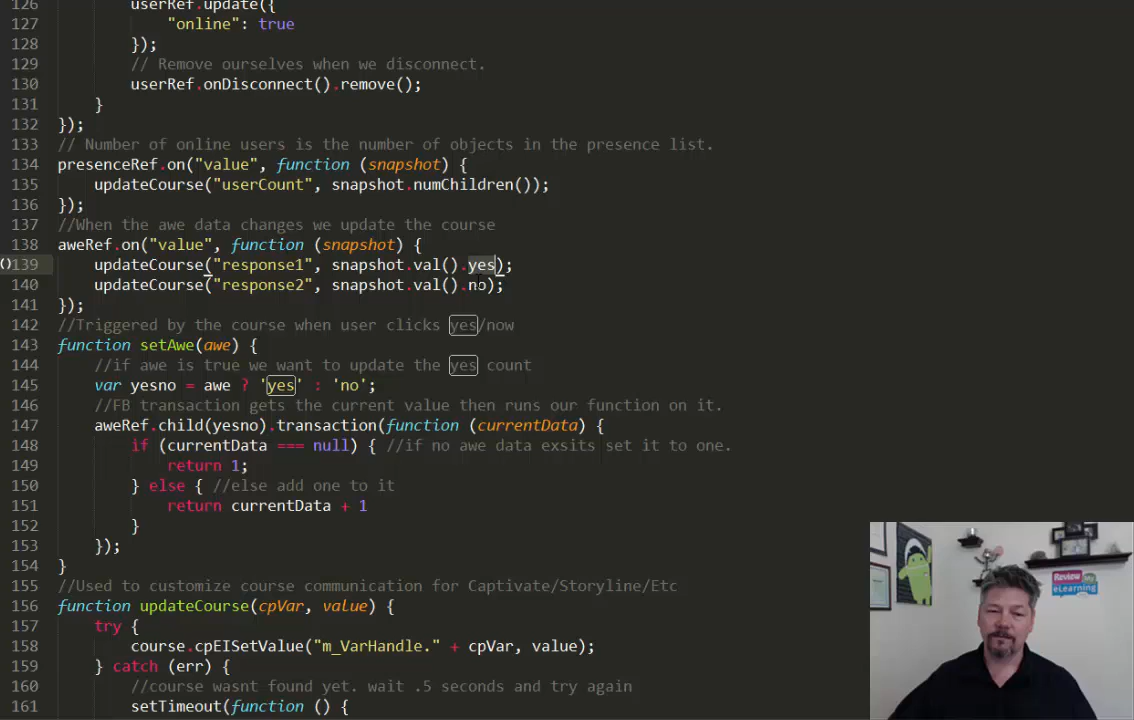 126 userRef.update({
127 "online": true
128 });
129 // Remove ourselves when we disconnect.
130 userRef.onDisconnect().remove();
131 }
132 });
133 // Number of online users is the number of objects in the presence list.
134 presenceRef.on("value", function (snapshot) {
135 updateCourse("userCount", snapshot.numChildren());
136 });
137 //When the awe data changes we update the course
138 aweRef.on("value", function (snapshot) {
()139 updateCourse("response1", snapshot.val().yes);
140 updateCourse("response2", snapshot.val().no);
141 });
142 //Triggered by the course when user clicks yes/now
143 function setAwe(awe) {
144 //if awe is true we want to update the yes count
145 var yesno = awe ? 'yes' : 'no';
146 //FB transaction gets the current value then runs our function on it.
147 aweRef.child(yesno).transaction(function (currentData) {
148 if (currentData === null) { //if no awe data exsits set it to one.
149 return 1;
150 } else { //else add one to it
151 return currentData + 1
152 }
153 });
154 }
155 //Used to customize course communication for Captivate/Storyline/Etc
156 function updateCourse(cpVar, value) {
157 try {
158 course.cpEISetValue("m_VarHandle." + cpVar, value);
159 } catch (err) {
160 //course wasnt found yet. wait .5 seconds and try again
161 setTimeout(function () {
Review My
eLearning